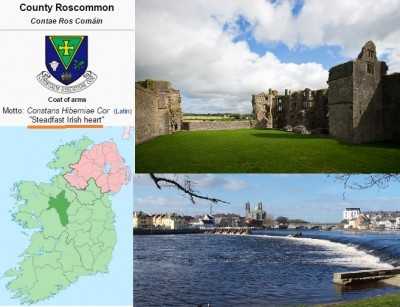 County Roscommon
Contae Ros Comáin
Coat of arms
Motto: Constans Hiberniae Cor (Latin)
"Steadfast Irish heart"